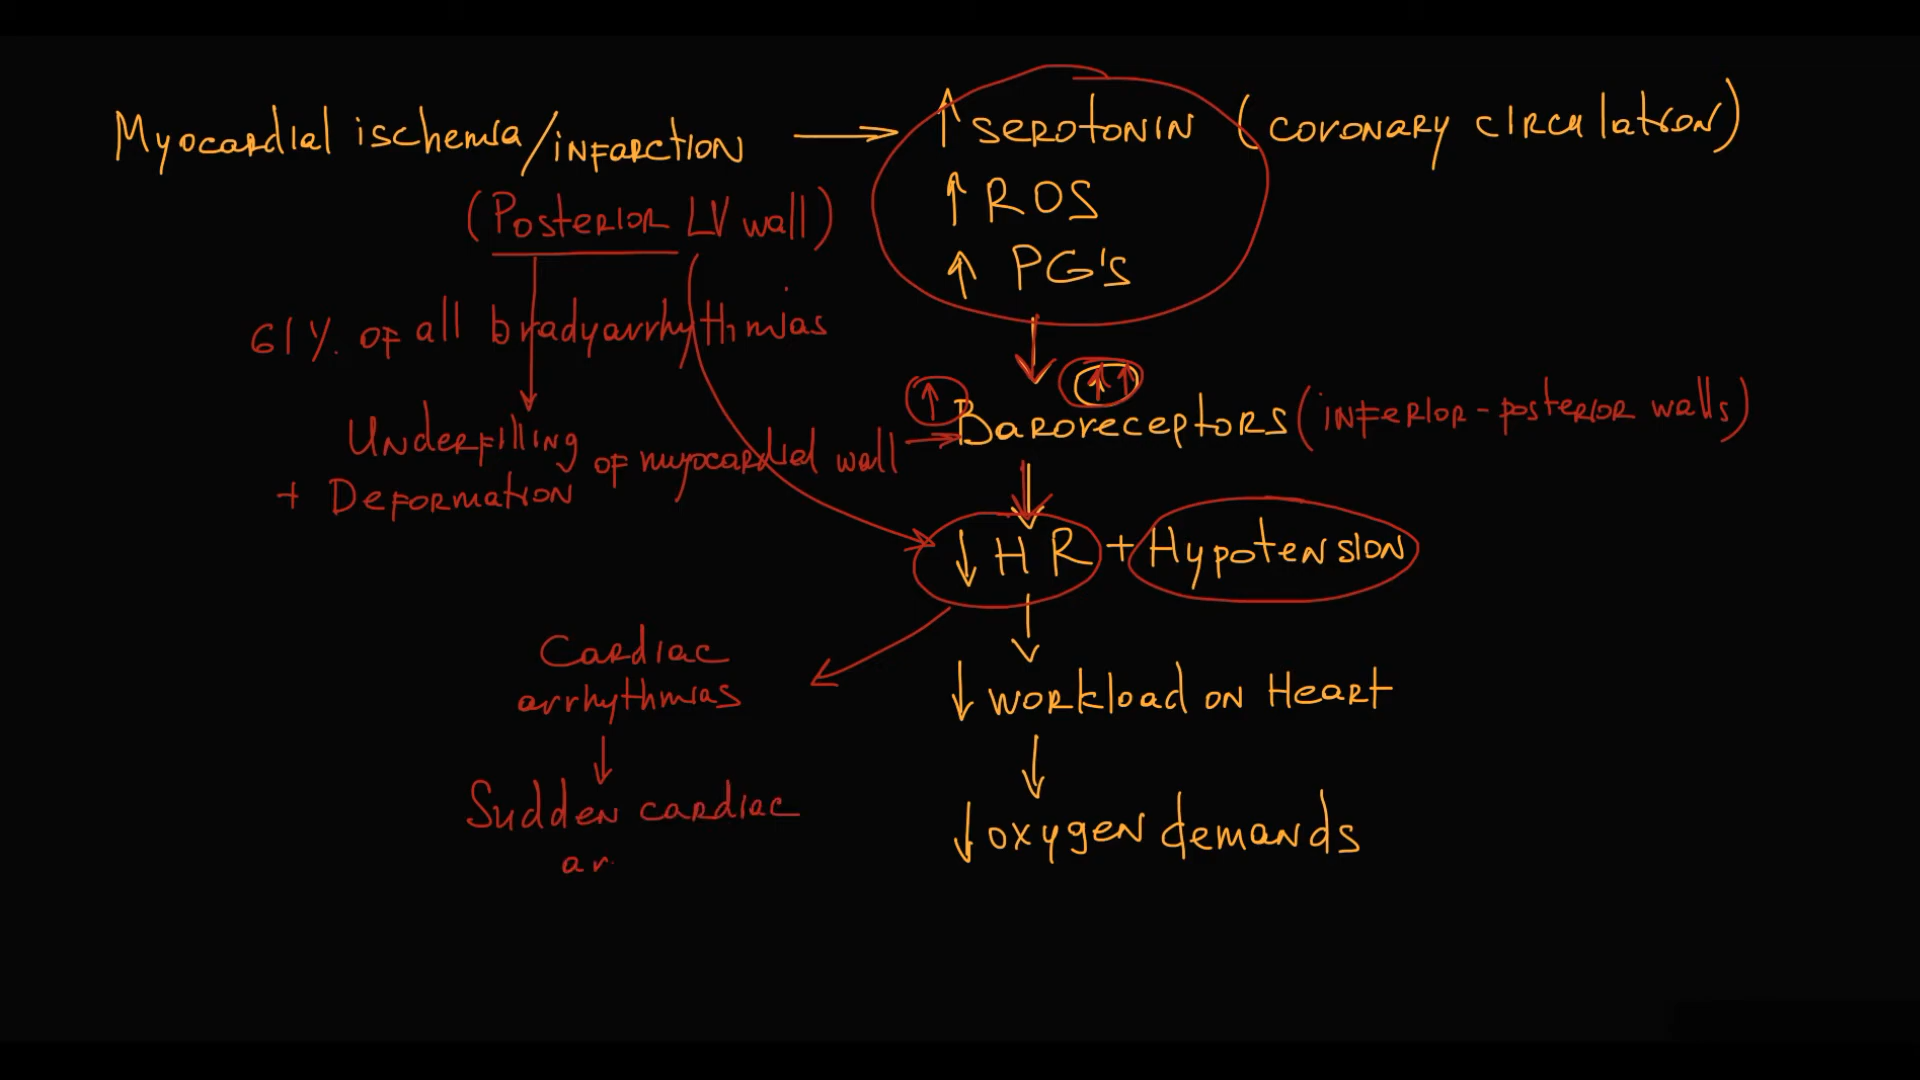 Myocardial ischemia/infarction → ↑ serotonin (coronary circulation)
(Posterior LV wall)
↑ ROS
↑ PG's
61% of all bradyarrhythmias
↑ ↑↑
Baroreceptors (inferior-posterior walls)
Underfilling
+ Deformation of myocardial wall →
↓ HR + Hypotension
Cardiac
arrhythmias
↓ workload on Heart
Sudden cardiac
ar
↓ oxygen demands